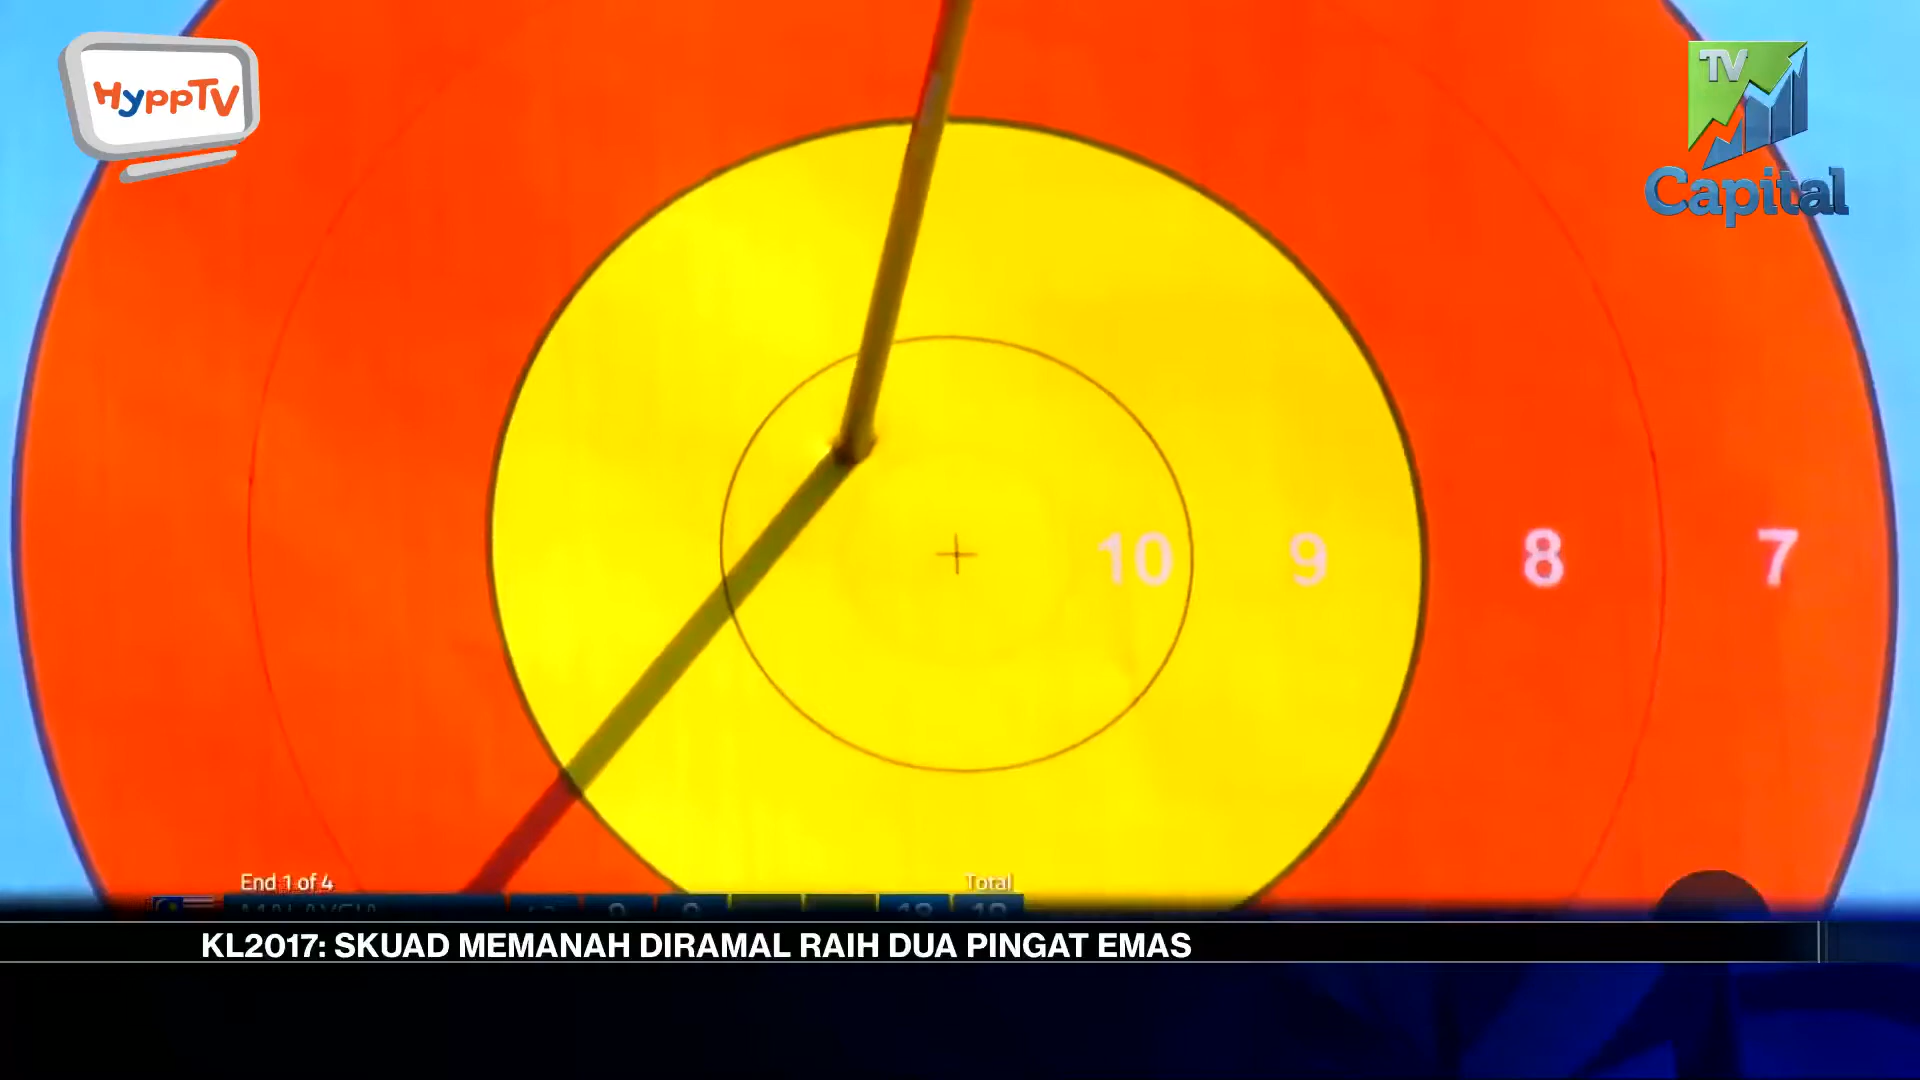 HyppTV
TV
Capital
10 9 8 7
End 1 of 4
Total
MALAYSIA
KL2017: SKUAD MEMANAH DIRAMAL RAIH DUA PINGAT EMAS